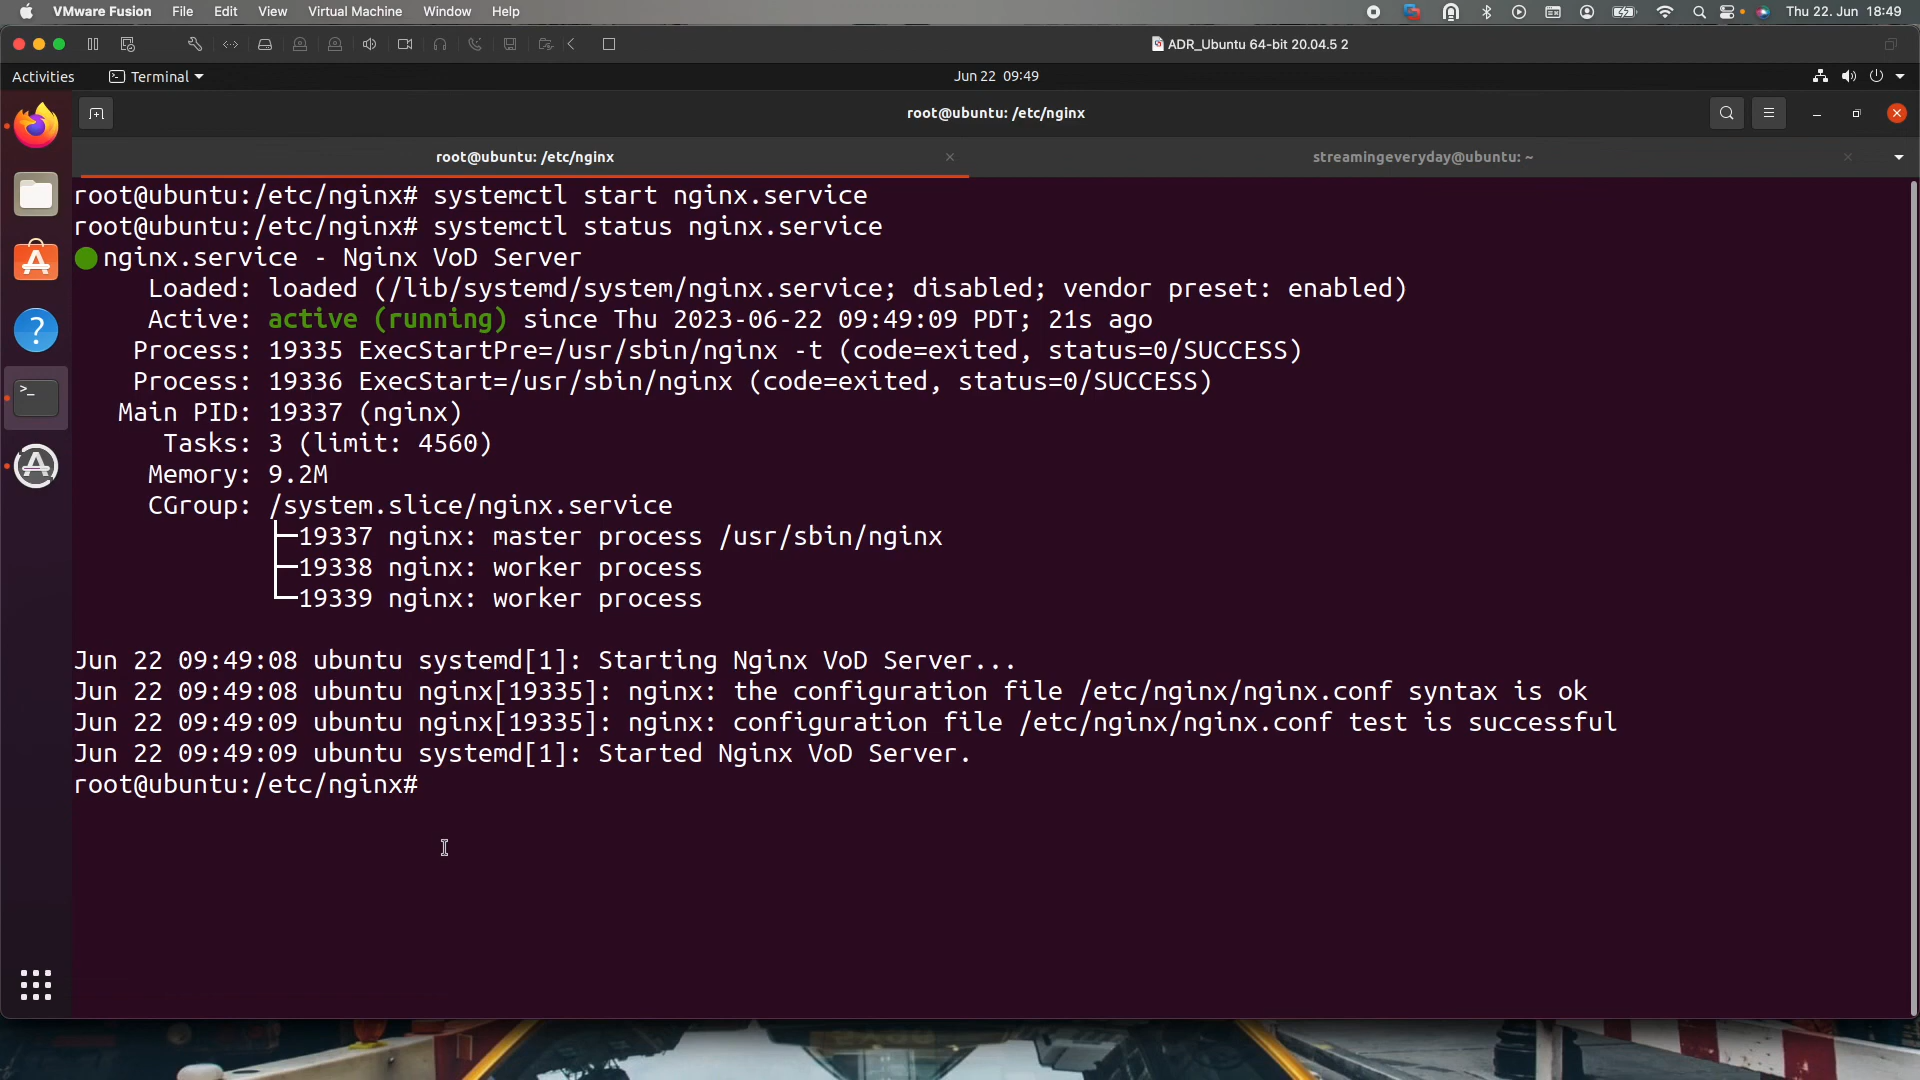 VMware Fusion File Edit View Virtual Machine Window Help Thu 22. Jun 18:49
ADR_Ubuntu 64-bit 20.04.5 2
Activities Terminal Jun 22 09:49
root@ubuntu: /etc/nginx
root@ubuntu: /etc/nginx streamingeveryday@ubuntu: ~
root@ubuntu:/etc/nginx# systemctl start nginx.service
root@ubuntu:/etc/nginx# systemctl status nginx.service
nginx.service - Nginx VoD Server
Loaded: loaded (/lib/systemd/system/nginx.service; disabled; vendor preset: enabled)
Active: active (running) since Thu 2023-06-22 09:49:09 PDT; 21s ago
Process: 19335 ExecStartPre=/usr/sbin/nginx -t (code=exited, status=0/SUCCESS)
Process: 19336 ExecStart=/usr/sbin/nginx (code=exited, status=0/SUCCESS)
Main PID: 19337 (nginx)
Tasks: 3 (limit: 4560)
Memory: 9.2M
CGroup: /system.slice/nginx.service
├─19337 nginx: master process /usr/sbin/nginx
├─19338 nginx: worker process
└─19339 nginx: worker process
Jun 22 09:49:08 ubuntu systemd[1]: Starting Nginx VoD Server...
Jun 22 09:49:08 ubuntu nginx[19335]: nginx: the configuration file /etc/nginx/nginx.conf syntax is ok
Jun 22 09:49:09 ubuntu nginx[19335]: nginx: configuration file /etc/nginx/nginx.conf test is successful
Jun 22 09:49:09 ubuntu systemd[1]: Started Nginx VoD Server.
root@ubuntu:/etc/nginx#